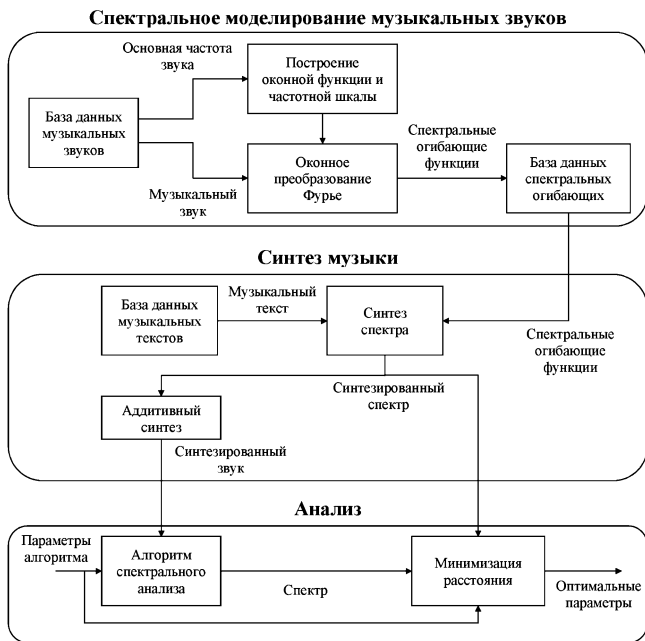 Спектральное моделирование музыкальных звуков
Основная частота
звука
Построение
оконной функции и
частотной шкалы
База данных
музыкальных
звуков
Спектральные
огибающие
функции
Оконное
преобразование
Фурье
База данных
спектральных
огибающих
Музыкальный
звук
Синтез музыки
База данных
музыкальных
текстов
Музыкальный
текст
Синтез
спектра
Спектральные
огибающие
функции
Синтезированный
спектр
Аддитивный
синтез
Синтезированный
звук
Анализ
Параметры
алгоритма
Алгоритм
спектрального
анализа
Спектр
Минимизация
расстояния
Оптимальные
параметры